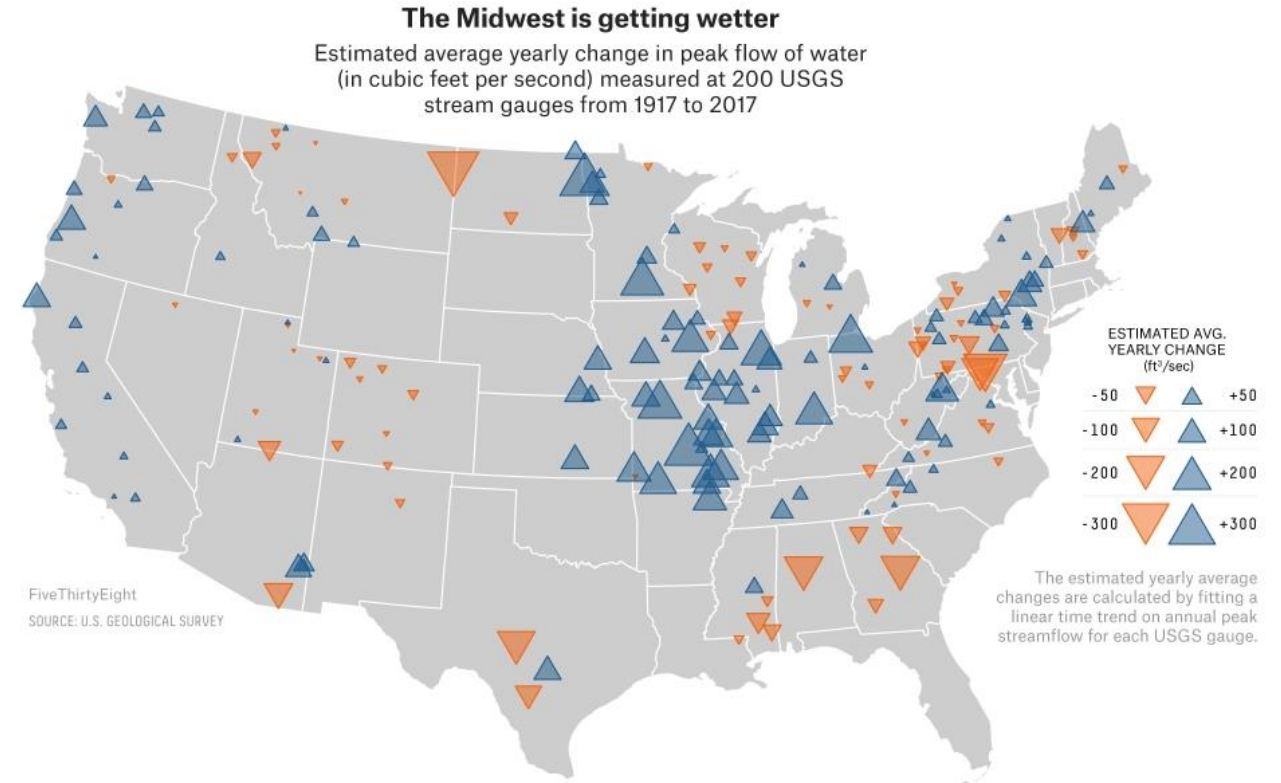 The Midwest is getting wetter
Estimated average yearly change in peak flow of water
(in cubic feet per second) measured at 200 USGS
stream gauges from 1917 to 2017
ESTIMATED AVG.
YEARLY CHANGE
(ft³/sec)
-50 +50
-100 +100
-200 +200
-300 +300
The estimated yearly average
changes are calculated by fitting a
linear time trend on annual peak
streamflow for each USGS gauge.
FiveThirtyEight
SOURCE: U.S. GEOLOGICAL SURVEY